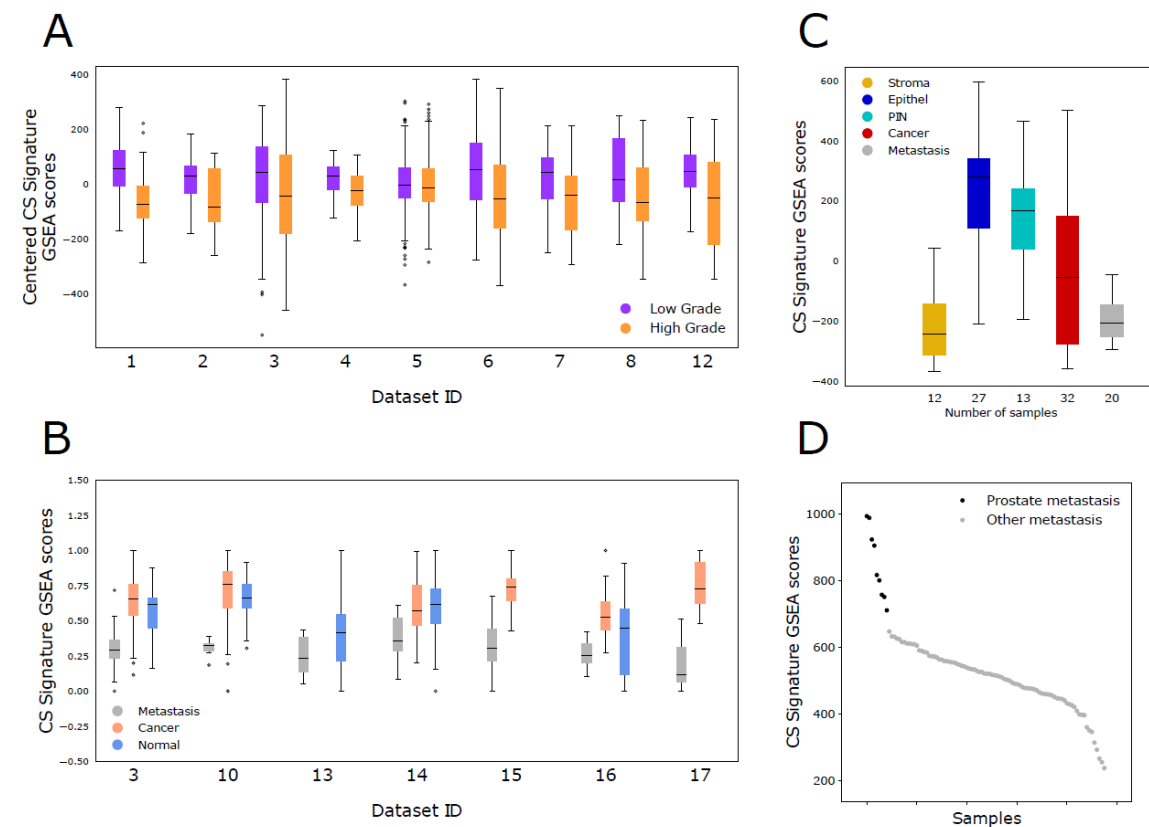 A
Centered CS Signature
GSEA scores
400
200
0
−200
−400
Low Grade
High Grade
1 2 3 4 5 6 7 8 12
Dataset ID
B
CS Signature GSEA scores
1.50
1.25
1.00
0.75
0.50
0.25
0.00
−0.25
−0.50
Metastasis
Cancer
Normal
3 10 13 14 15 16 17
Dataset ID
C
CS Signature GSEA scores
600
400
200
0
−200
−400
Stroma
Epithel
PIN
Cancer
Metastasis
12 27 13 32 20
Number of samples
D
CS Signature GSEA scores
1000
800
600
400
200
Prostate metastasis
Other metastasis
Samples